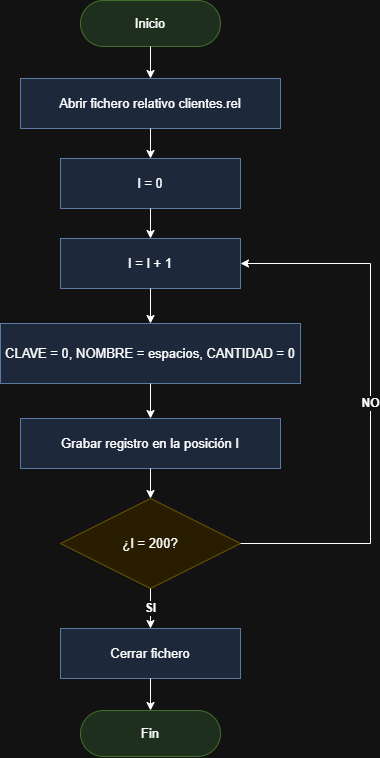 Inicio
Abrir fichero relativo clientes.rel
I = 0
I = I + 1
CLAVE = 0, NOMBRE = espacios, CANTIDAD = 0
Grabar registro en la posición I
¿I = 200?
NO
SI
Cerrar fichero
Fin